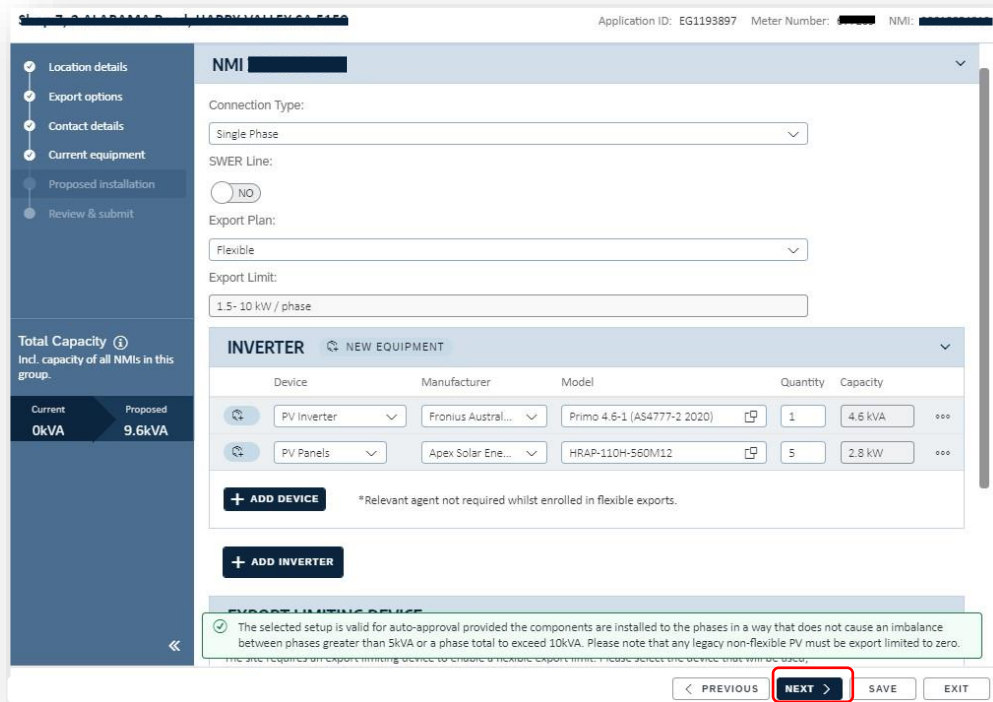 Application ID: EG1193897 Meter Number: NMI:
Location details
Export options
Contact details
Current equipment
Proposed installation
Review & submit
Total Capacity
Incl. capacity of all NMIs in this
group.
Current Proposed
0kVA 9.6kVA
NMI
Connection Type:
Single Phase
SWER Line:
NO
Export Plan:
Flexible
Export Limit:
1.5- 10 kW / phase
INVERTER NEW EQUIPMENT
Device Manufacturer Model Quantity Capacity
PV Inverter Fronius Austral... Primo 4.6-1 (AS4777-2 2020) 1 4.6 kVA
PV Panels Apex Solar Ene... HRAP-110H-560M12 5 2.8 kW
+ ADD DEVICE *Relevant agent not required whilst enrolled in flexible exports.
+ ADD INVERTER
EXPORT LIMITING DEVICE
The selected setup is valid for auto-approval provided the components are installed to the phases in a way that does not cause an imbalance
between phases greater than 5kVA or a phase total to exceed 10kVA. Please note that any legacy non-flexible PV must be export limited to zero.
The site requires an export limiting device to enable a flexible export limit. Please select the device that will be used,
< PREVIOUS NEXT > SAVE EXIT